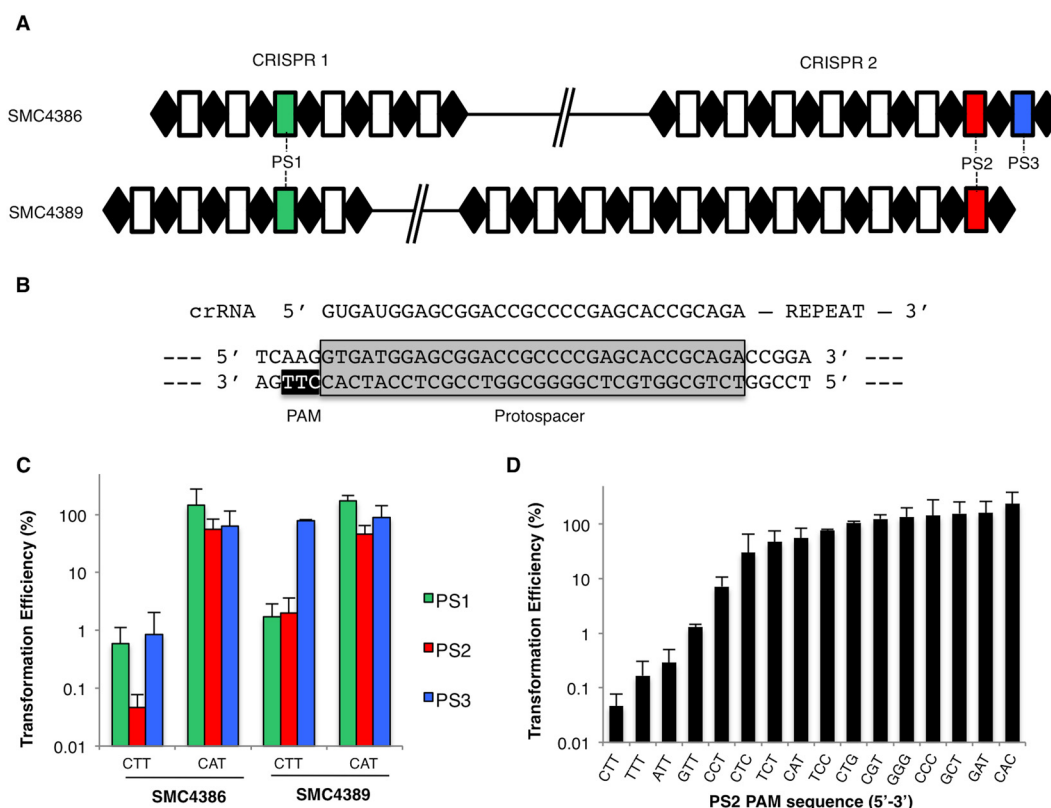 A
CRISPR 1
CRISPR 2
SMC4386
PS1
PS2
PS3
SMC4389
B
crRNA 5’ GUGAUGGAGCGGACCGCCCCGAGCACCGCAGA — REPEAT — 3’
--- 5’ TCAAGGTGATGGAGCGGACCGCCCCGAGCACCGCAGACCGGA 3’ ---
--- 3’ AGTTCCACTACCTCGCCTGGCGGGGCTCGTGGCGTCTGGCCT 5’ ---
PAM
Protospacer
C
Transformation Efficiency (%)
100
10
1
0.1
0.01
CTT
CAT
CTT
CAT
SMC4386
SMC4389
PS1
PS2
PS3
D
Transformation Efficiency (%)
100
10
1
0.1
0.01
CTT
TTT
ATT
GTT
CCT
CTC
TCT
CAT
TCC
CTG
CGT
GGG
CCC
GCT
GAT
CAC
PS2 PAM sequence (5’-3’)